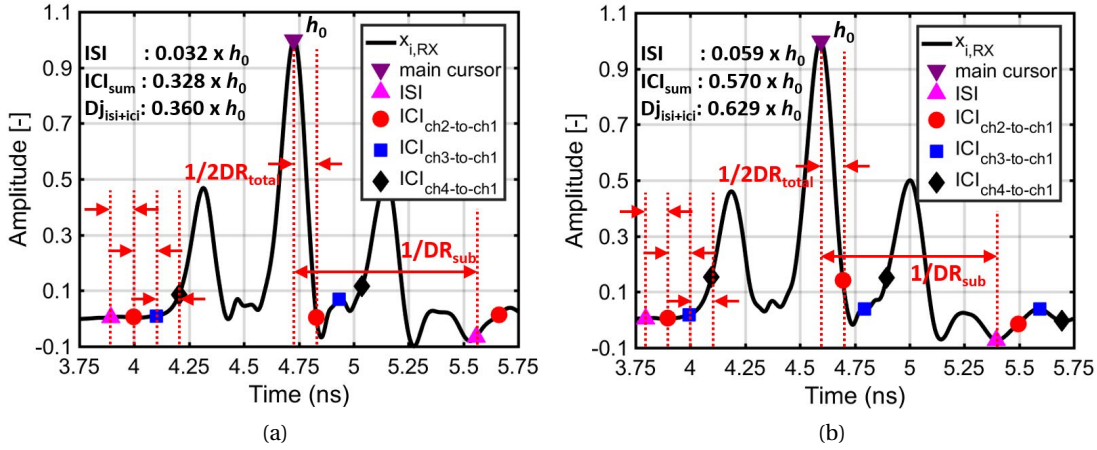 1.1
0.9
0.7
0.5
0.3
0.1
-0.1
Amplitude [-]
ISI : 0.032 x h0
ICIsum : 0.328 x h0
Djisi+ici : 0.360 x h0
h0
xi,RX
main cursor
ISI
ICIch2-to-ch1
ICIch3-to-ch1
ICIch4-to-ch1
1/2DRtotal
1/DRsub
3.75 4 4.25 4.5 4.75 5 5.25 5.5 5.75
Time (ns)
(a)
1.1
0.9
0.7
0.5
0.3
0.1
-0.1
Amplitude [-]
ISI : 0.059 x h0
ICIsum : 0.570 x h0
Djisi+ici : 0.629 x h0
h0
xi,RX
main cursor
ISI
ICIch2-to-ch1
ICIch3-to-ch1
ICIch4-to-ch1
1/2DRtotal
1/DRsub
3.75 4 4.25 4.5 4.75 5 5.25 5.5 5.75
Time (ns)
(b)